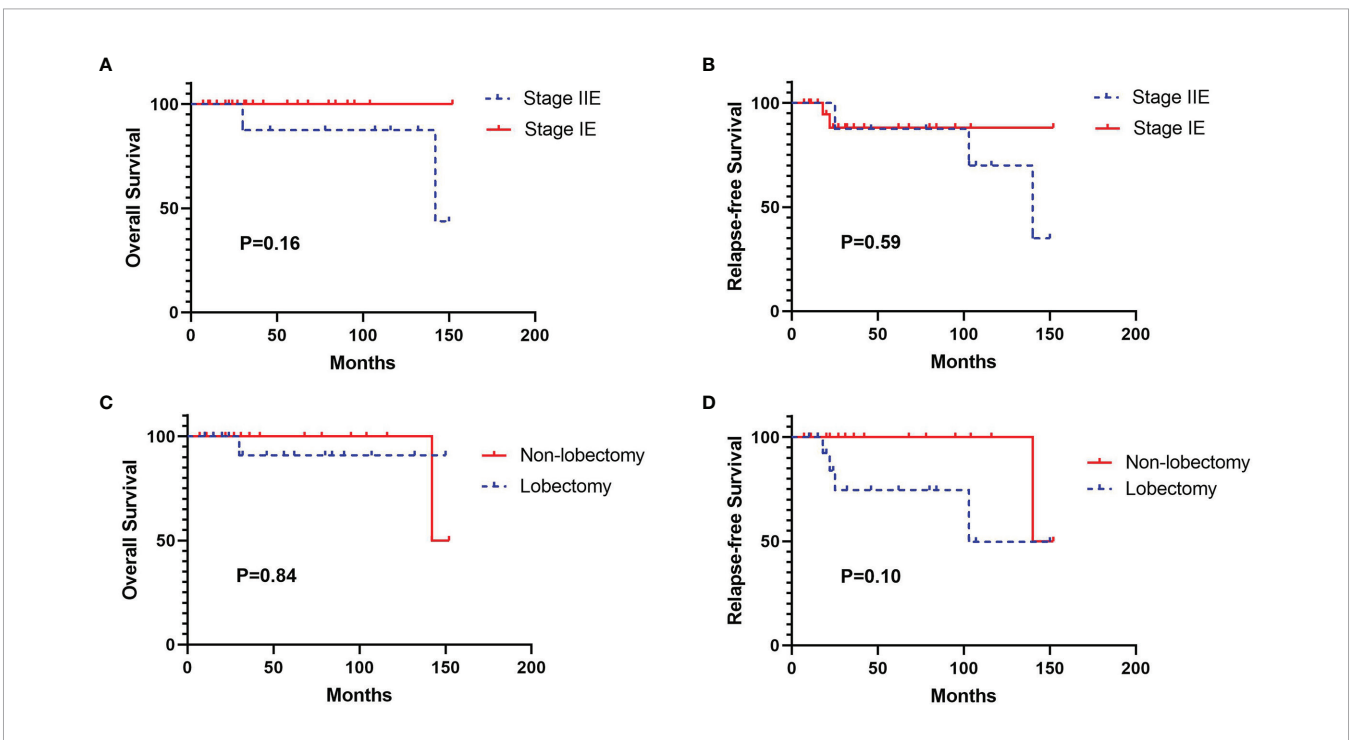 A
Overall Survival
100
50
0
50
100
150
200
Months
Stage IIE
Stage IE
P=0.16
B
Relapse-free Survival
100
50
0
0
50
100
150
200
Months
Stage IIE
Stage IE
P=0.59
C
Overall Survival
100
50
0
0
50
100
150
200
Months
Non-lobectomy
Lobectomy
P=0.84
D
Relapse-free Survival
100
50
0
0
50
100
150
200
Months
Non-lobectomy
Lobectomy
P=0.10